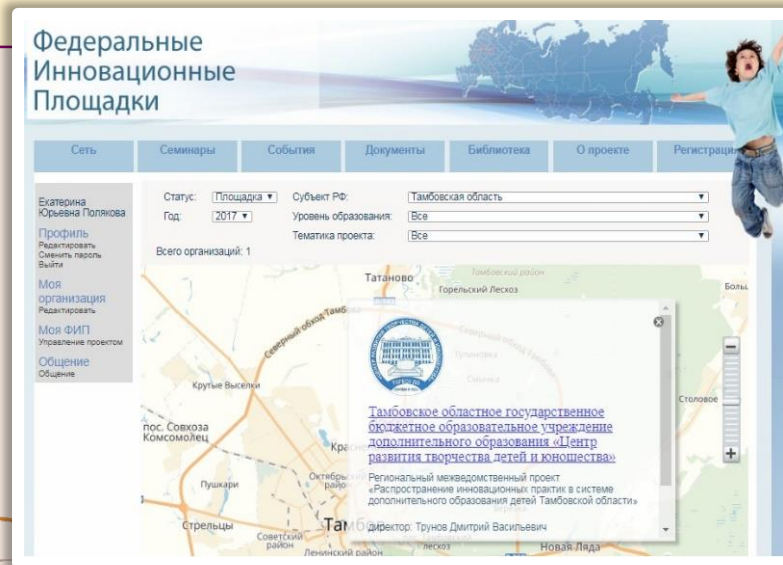 Федеральные
Инновационные
Площадки
Сеть Семинары События Документы Библиотека О проекте
Екатерина
Юрьевна Полякова
Профиль
Редактировать
Сменить пароль
Выйти
Моя
организация
Редактировать
Мой ФИП
Управление проектом
Общение
Общение
Статус: Площадка Субъект РФ: Тамбовская область
Год: 2017 Уровень образования: Все
Тематика проекта: Все
Всего организаций: 1
Татаново
Тамбовский район
Горельский Лесхоз
Северный обход
Крутые Выселки
Столовое
пос. Совхоза
Комсомолец
Пушкари
Стрельцы
Советский
район
Ленинский район
Новая Ляда
Тамбовское областное государственное
бюджетное образовательное учреждение
дополнительного образования «Центр
развития творчества детей и юношества»
Региональный межведомственный проект
«Распространение инновационных практик в системе
дополнительного образования детей Тамбовской области»
директор: Трунов Дмитрий Васильевич